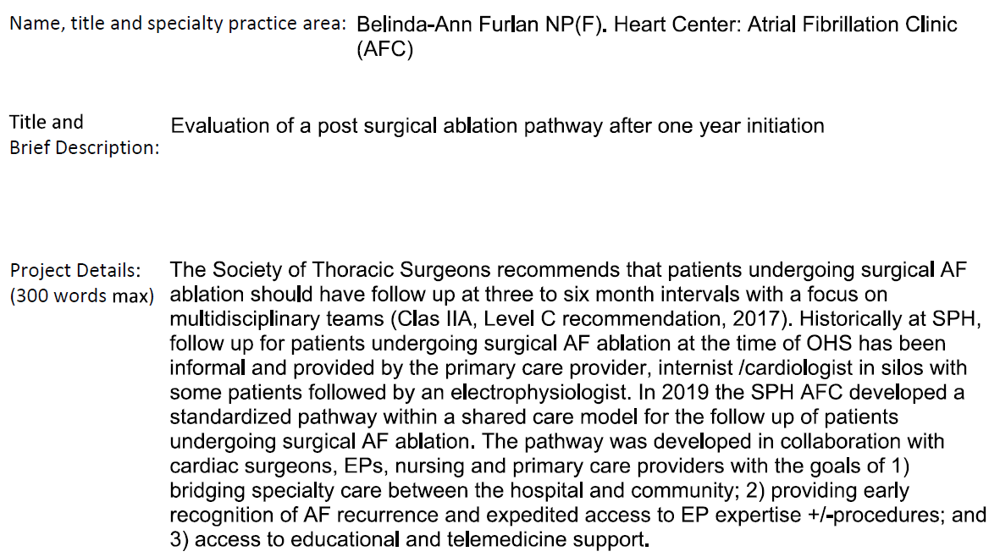 Name, title and specialty practice area: Belinda-Ann Furlan NP(F). Heart Center: Atrial Fibrillation Clinic
(AFC)
Title and
Brief Description:
Evaluation of a post surgical ablation pathway after one year initiation
Project Details:
(300 words max)
The Society of Thoracic Surgeons recommends that patients undergoing surgical AF
ablation should have follow up at three to six month intervals with a focus on
multidisciplinary teams (Clas IIA, Level C recommendation, 2017). Historically at SPH,
follow up for patients undergoing surgical AF ablation at the time of OHS has been
informal and provided by the primary care provider, internist /cardiologist in silos with
some patients followed by an electrophysiologist. In 2019 the SPH AFC developed a
standardized pathway within a shared care model for the follow up of patients
undergoing surgical AF ablation. The pathway was developed in collaboration with
cardiac surgeons, EPs, nursing and primary care providers with the goals of 1)
bridging specialty care between the hospital and community; 2) providing early
recognition of AF recurrence and expedited access to EP expertise +/-procedures; and
3) access to educational and telemedicine support.